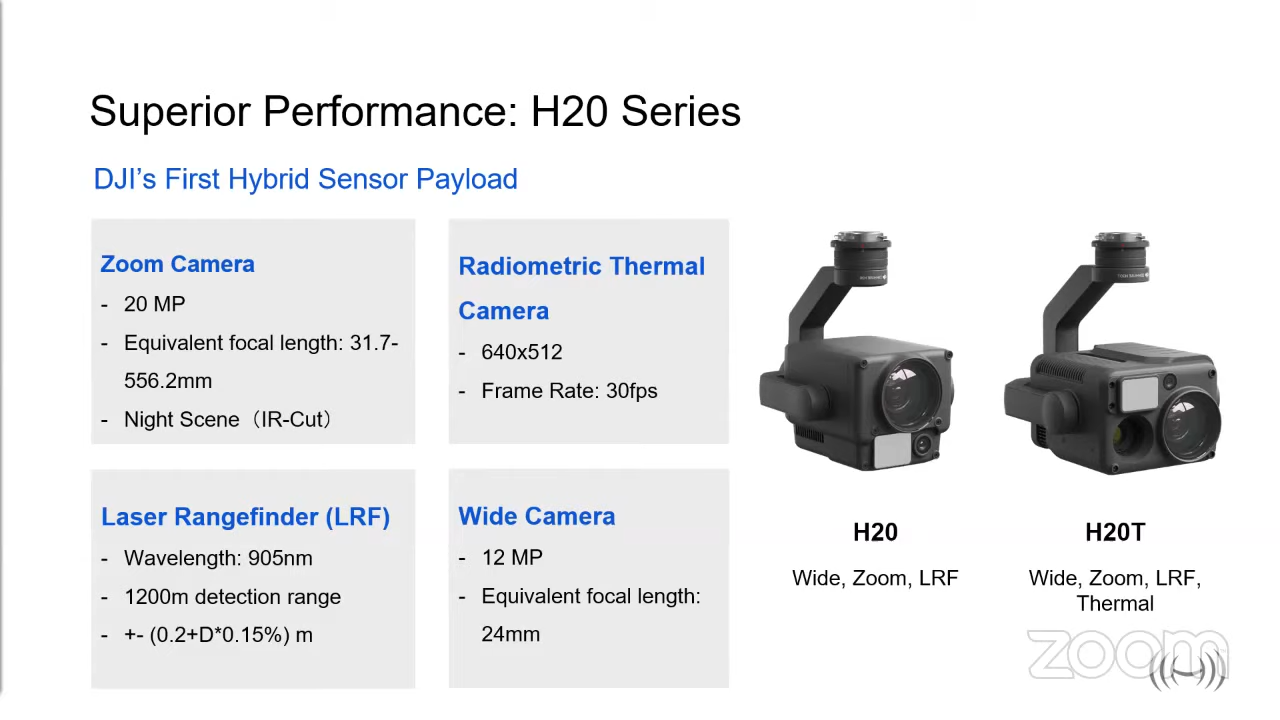 Superior Performance: H20 Series
DJI’s First Hybrid Sensor Payload
Zoom Camera
- 20 MP
- Equivalent focal length: 31.7-
556.2mm
- Night Scene（IR-Cut）
Radiometric Thermal
Camera
- 640x512
- Frame Rate: 30fps
Laser Rangefinder (LRF)
- Wavelength: 905nm
- 1200m detection range
- +- (0.2+D*0.15%) m
Wide Camera
- 12 MP
- Equivalent focal length:
24mm
H20
Wide, Zoom, LRF
H20T
Wide, Zoom, LRF,
Thermal
zoom